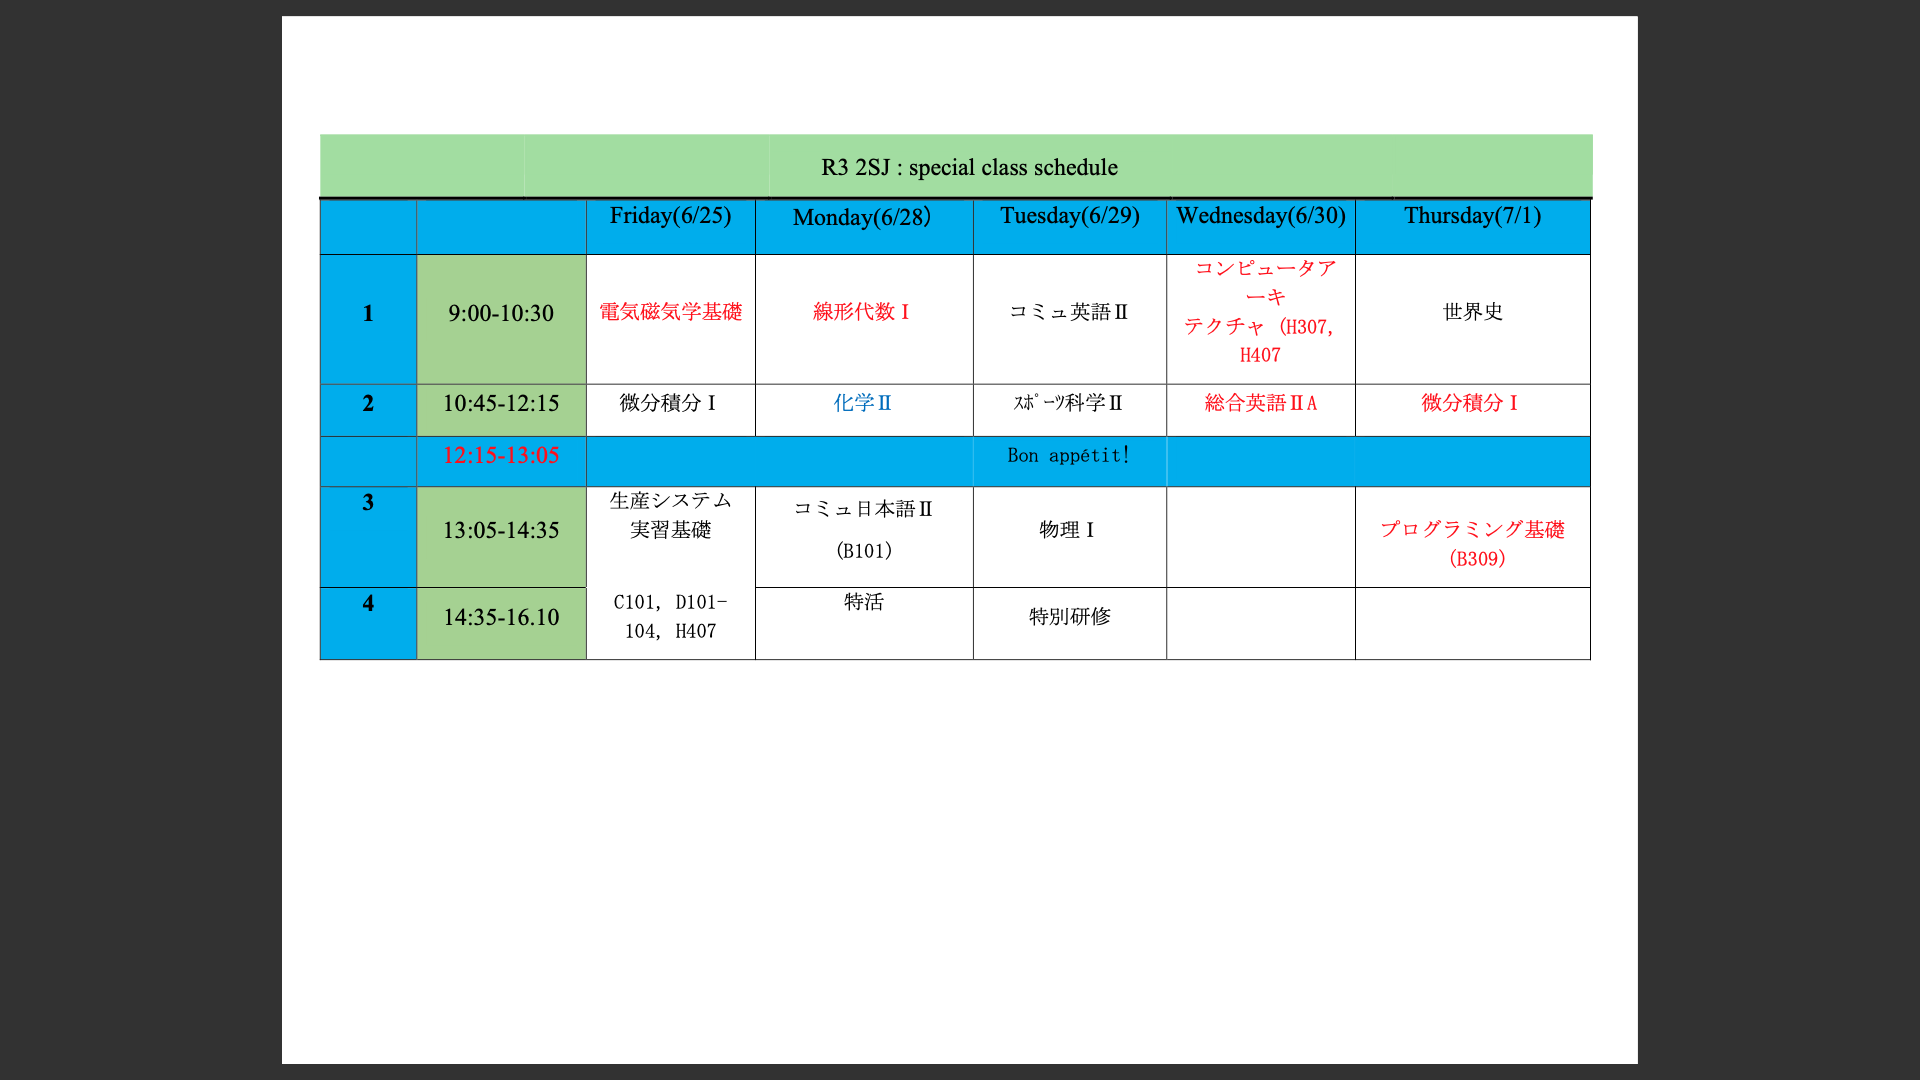 R3 2SJ : special class schedule
Friday(6/25) Monday(6/28） Tuesday(6/29) Wednesday(6/30) Thursday(7/1)
1 9:00-10:30 電気磁気学基礎 線形代数Ⅰ コミュ英語Ⅱ
コンピュータア
ーキ
テクチャ（H307,
H407
世界史
2 10:45-12:15 微分積分Ⅰ 化学Ⅱ ｽﾎﾟｰﾂ科学Ⅱ 総合英語ⅡA 微分積分Ⅰ
12:15-13:05 Bon appétit!
3 13:05-14:35
生産システム
実習基礎
コミュ日本語Ⅱ
（B101）
物理Ⅰ
プログラミング基礎
（B309）
4 14:35-16.10
C101, D101-
104, H407
特活
特別研修